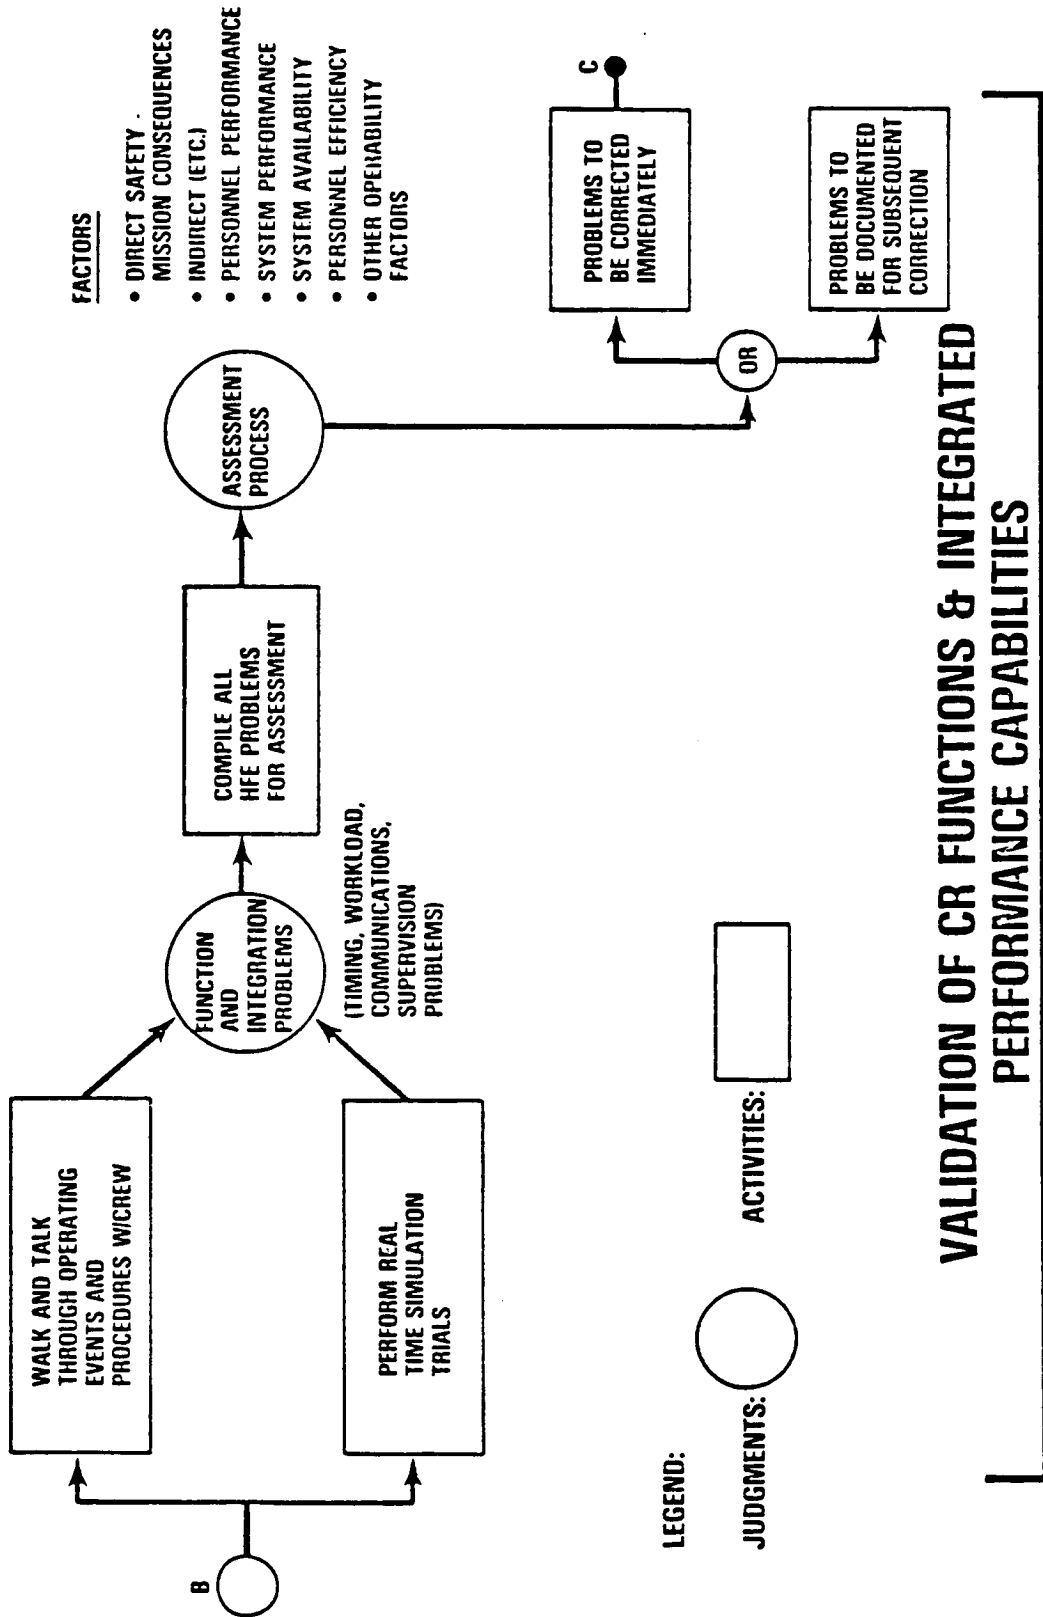 B
WALK AND TALK
THROUGH OPERATING
EVENTS AND
PROCEDURES W/CREW
PERFORM REAL
TIME SIMULATION
TRIALS
FUNCTION
AND
INTEGRATION
PROBLEMS
(TIMING, WORKLOAD,
COMMUNICATIONS,
SUPERVISION
PROBLEMS)
COMPILE ALL
HFE PROBLEMS
FOR ASSESSMENT
ASSESSMENT
PROCESS
FACTORS
• DIRECT SAFETY -
MISSION CONSEQUENCES
• INDIRECT (ETC.)
• PERSONNEL PERFORMANCE
• SYSTEM PERFORMANCE
• SYSTEM AVAILABILITY
• PERSONNEL EFFICIENCY
• OTHER OPERABILITY
FACTORS
OR
PROBLEMS TO
BE CORRECTED
IMMEDIATELY
C
PROBLEMS TO
BE DOCUMENTED
FOR SUBSEQUENT
CORRECTION
LEGEND:
JUDGMENTS:
ACTIVITIES:
VALIDATION OF CR FUNCTIONS & INTEGRATED
PERFORMANCE CAPABILITIES